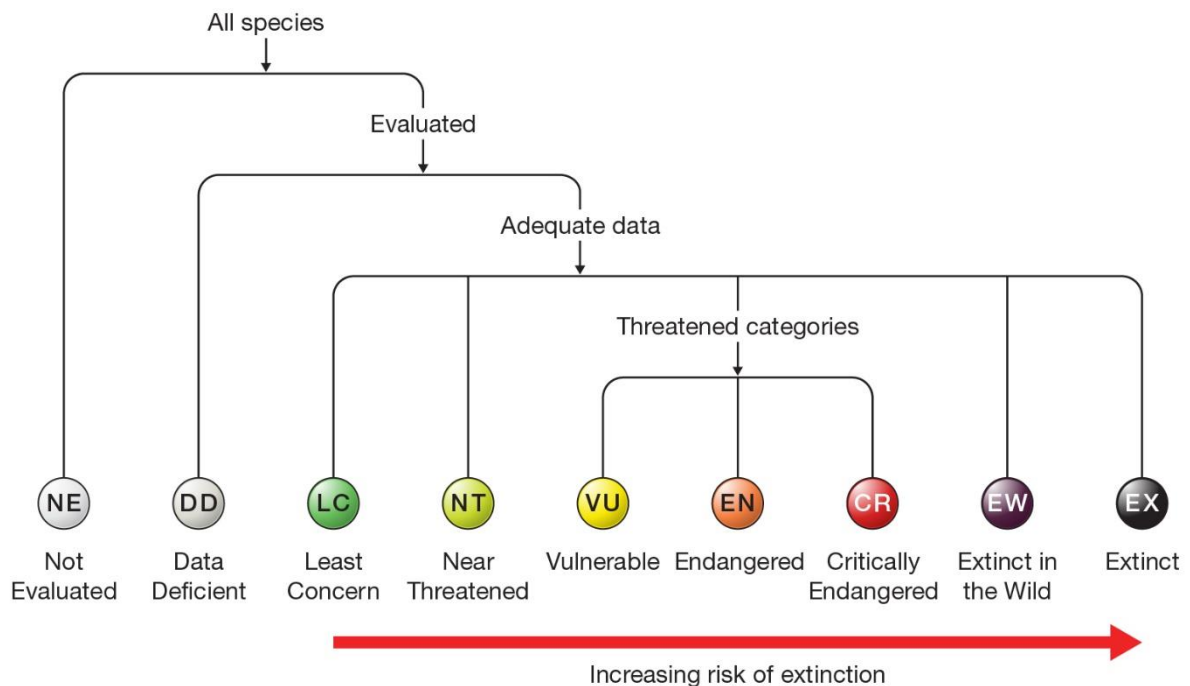 All species
Evaluated
Adequate data
Threatened categories
NE DD LC NT VU EN CR EW EX
Not Data Least Near Vulnerable Endangered Critically Extinct in Extinct
Evaluated Deficient Concern Threatened Endangered the Wild
Increasing risk of extinction